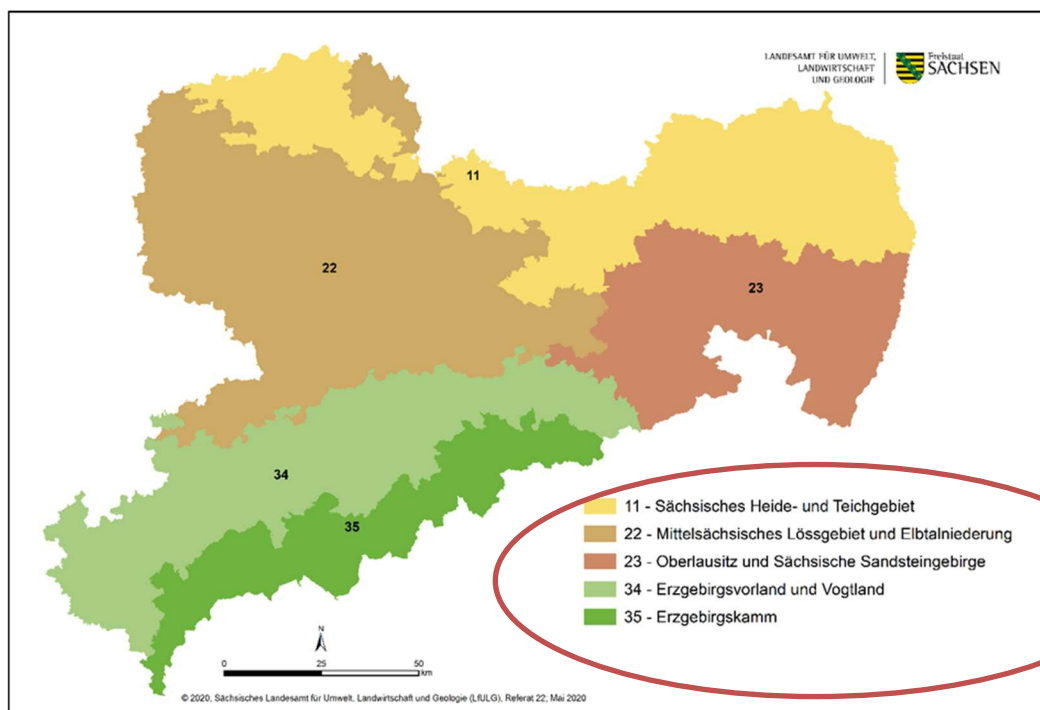 LANDESAMT FÜR UMWELT,
LANDWIRTSCHAFT
UND GEOLOGIE
Freistaat
SACHSEN
11
22
23
34
35
11 - Sächsisches Heide- und Teichgebiet
22 - Mittelsächsisches Lössgebiet und Elbtalniederung
23 - Oberlausitz und Sächsische Sandsteingebirge
34 - Erzgebirgsvorland und Vogtland
35 - Erzgebirgskamm
N
0 25 50
km
© 2020, Sächsisches Landesamt für Umwelt, Landwirtschaft und Geologie (LfULG), Referat 22; Mai 2020